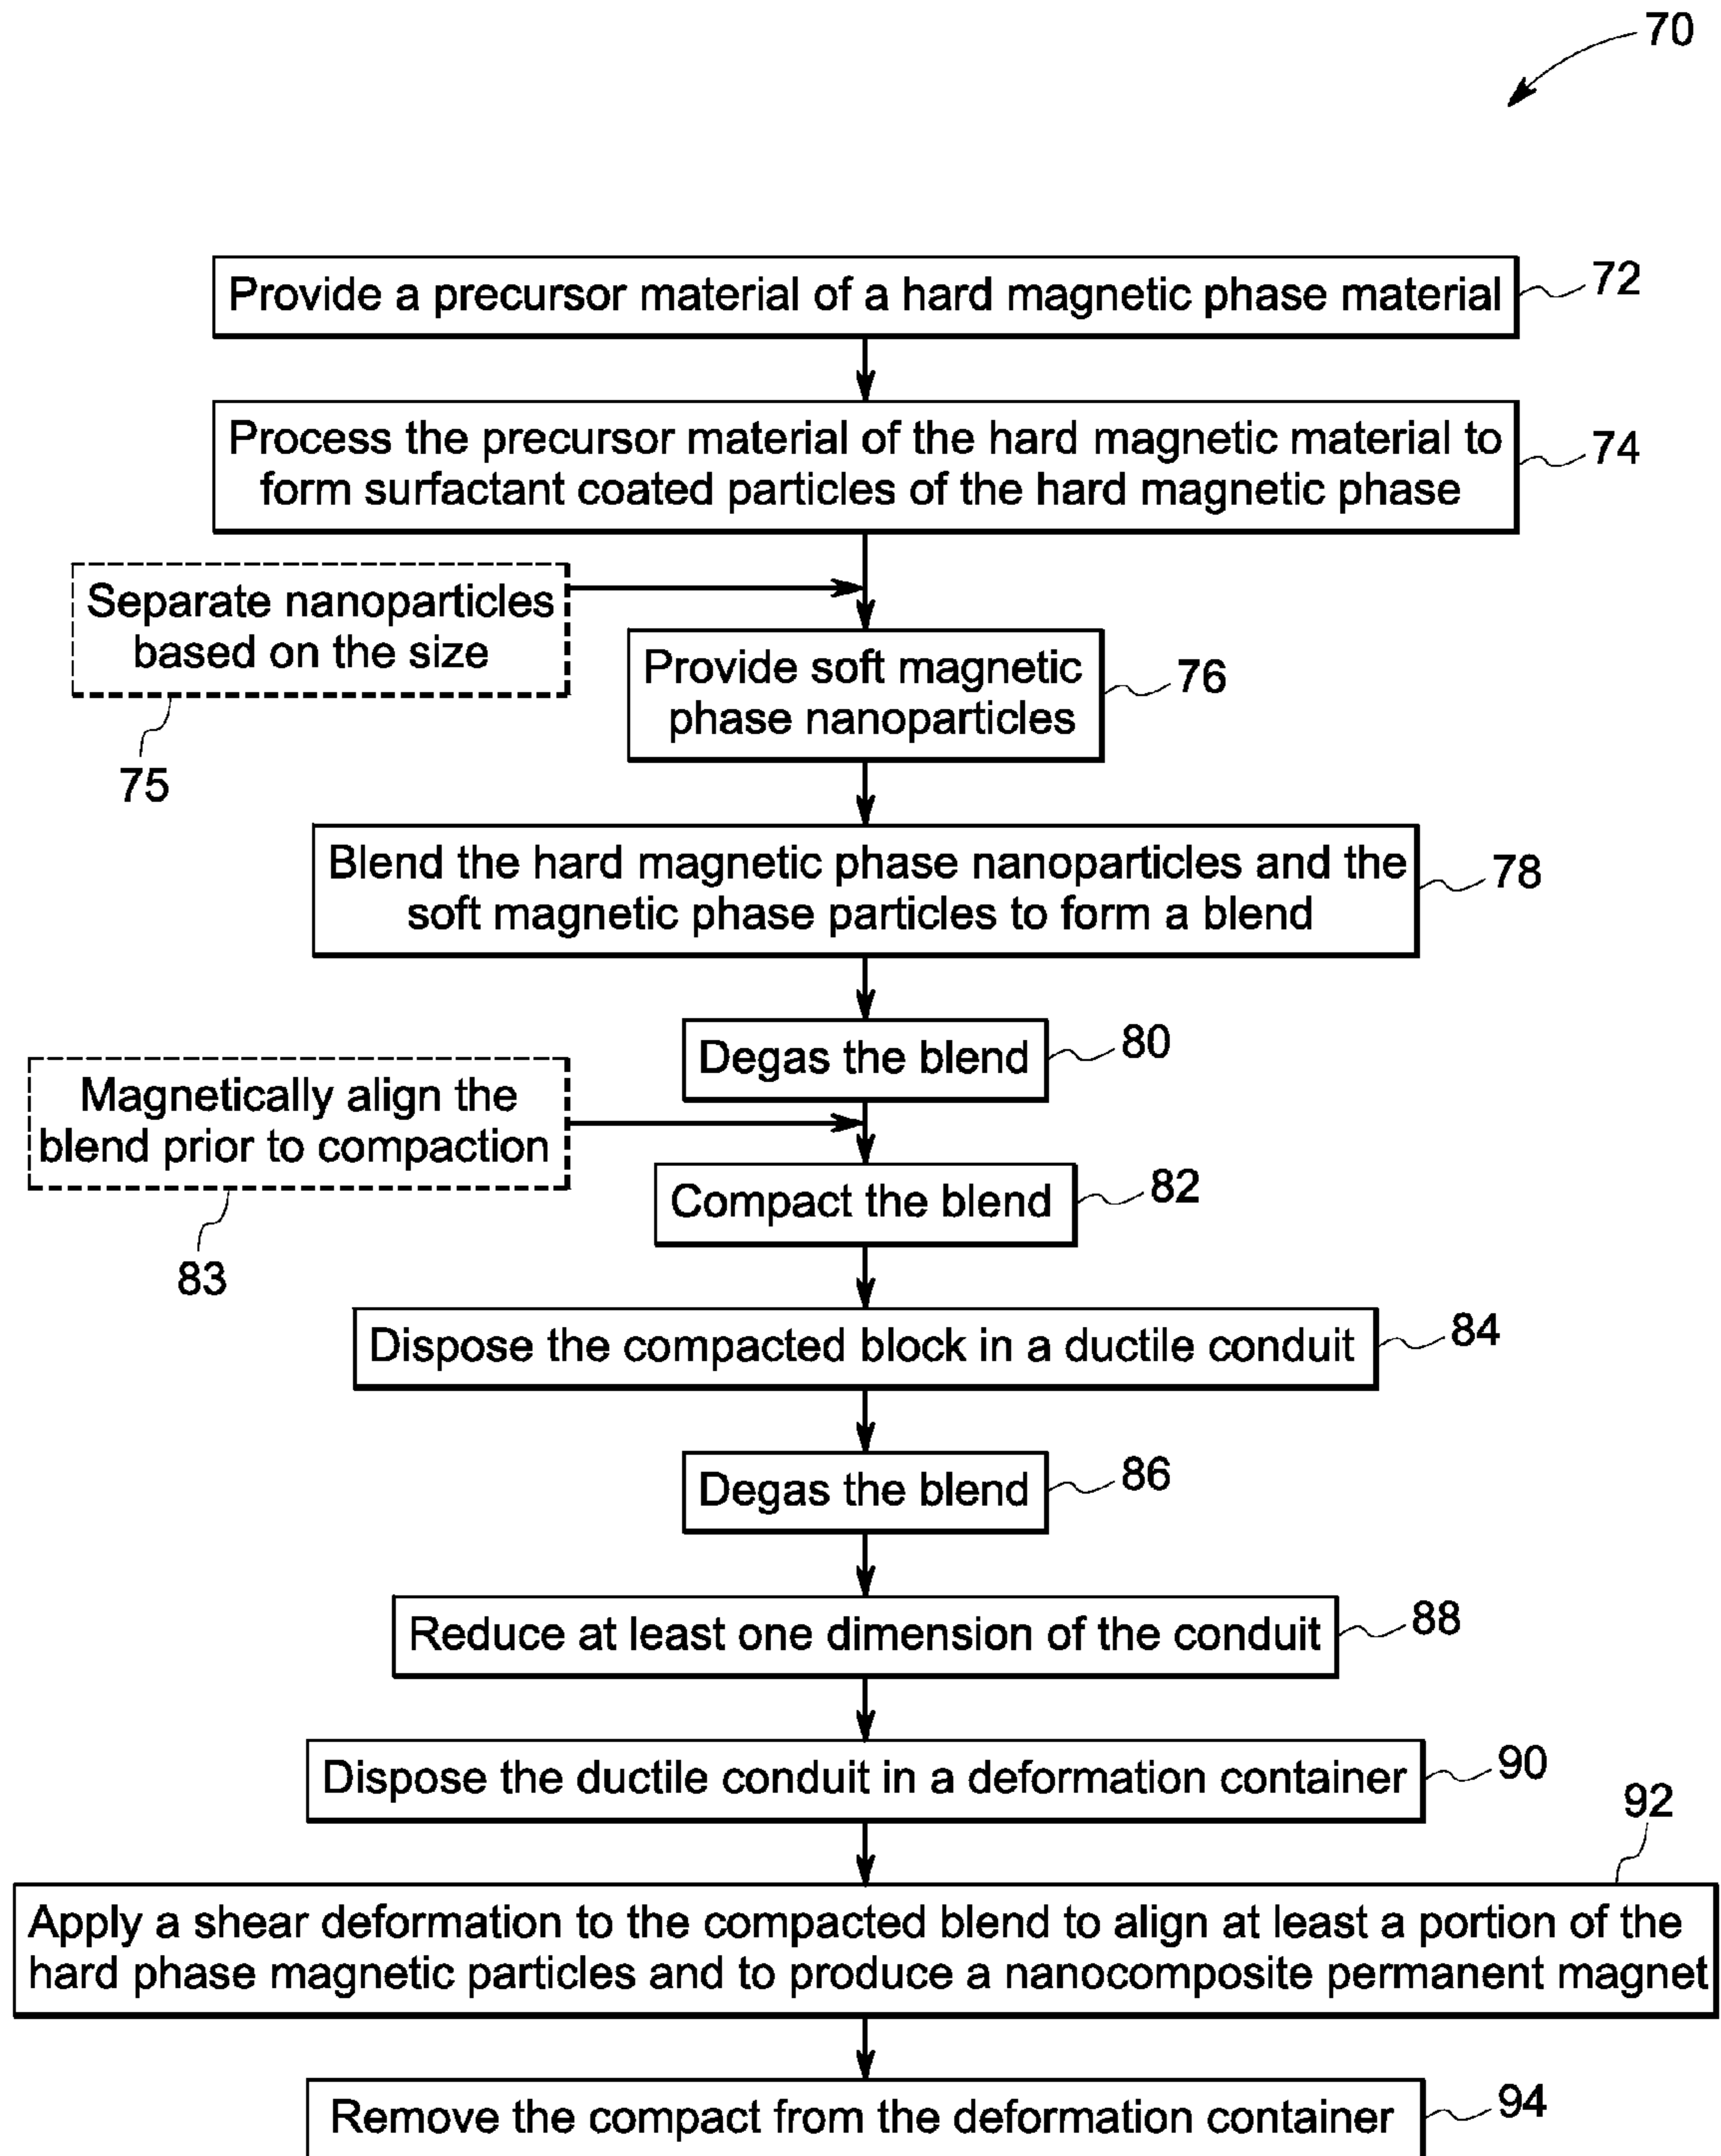 70
Provide a precursor material of a hard magnetic phase material
72
Process the precursor material of the hard magnetic material to
form surfactant coated particles of the hard magnetic phase
74
Separate nanoparticles
based on the size
75
Provide soft magnetic
phase nanoparticles
76
Blend the hard magnetic phase nanoparticles and the
soft magnetic phase particles to form a blend
78
Degas the blend
80
Magnetically align the
blend prior to compaction
83
Compact the blend
82
Dispose the compacted block in a ductile conduit
84
Degas the blend
86
Reduce at least one dimension of the conduit
88
Dispose the ductile conduit in a deformation container
90
92
Apply a shear deformation to the compacted blend to align at least a portion of the
hard phase magnetic particles and to produce a nanocomposite permanent magnet
Remove the compact from the deformation container
94